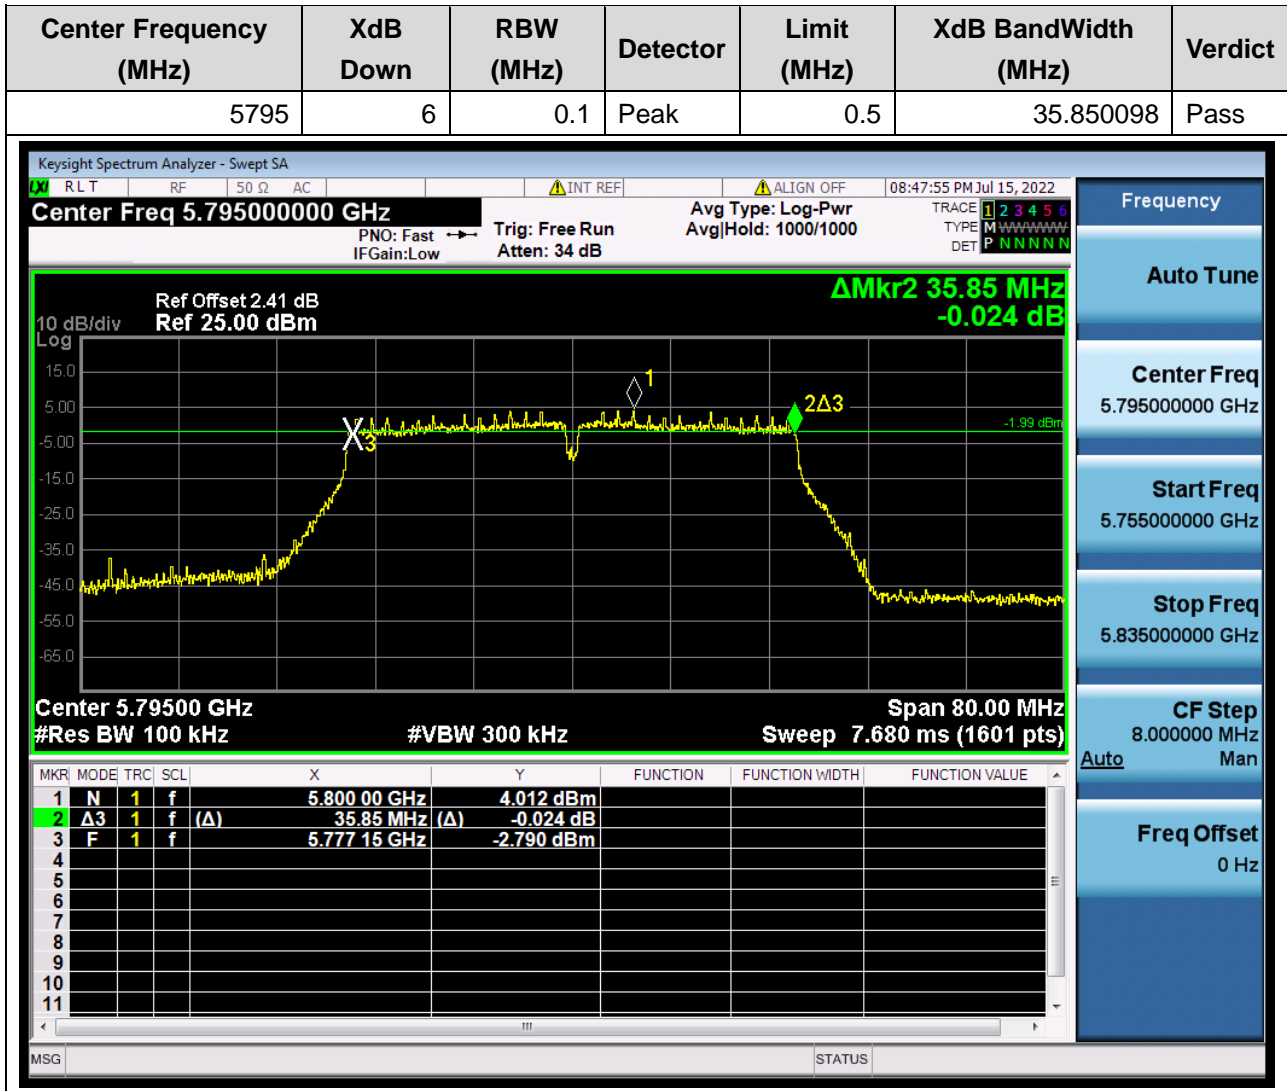 Center Frequency (MHz) XdB Down RBW (MHz) Detector Limit (MHz) XdB BandWidth (MHz) Verdict
5795 6 0.1 Peak 0.5 35.850098 Pass
Keysight Spectrum Analyzer - Swept SA
LXI RLT RF 50 Ω AC INT REF ALIGN OFF 08:47:55 PM Jul 15, 2022
Center Freq 5.795000000 GHz
PNO: Fast
IFGain:Low
Trig: Free Run
Atten: 34 dB
Avg Type: Log-Pwr
Avg|Hold: 1000/1000
TRACE 1 2 3 4 5 6
TYPE M W W W W W
DET P N N N N N
ΔMkr2 35.85 MHz
-0.024 dB
Ref Offset 2.41 dB
10 dB/div Ref 25.00 dBm
Log
15.0
5.00
-5.00
-15.0
-25.0
-35.0
-45.0
-55.0
-65.0
1
2Δ3
X3
-1.99 dBm
Center 5.79500 GHz Span 80.00 MHz
#Res BW 100 kHz #VBW 300 kHz Sweep 7.680 ms (1601 pts)
MKR MODE TRC SCL X Y FUNCTION FUNCTION WIDTH FUNCTION VALUE
1 N 1 f 5.800 00 GHz 4.012 dBm
2 Δ3 1 f (Δ) 35.85 MHz (Δ) -0.024 dB
3 F 1 f 5.777 15 GHz -2.790 dBm
4
5
6
7
8
9
10
11
MSG STATUS
Frequency
Auto Tune
Center Freq
5.795000000 GHz
Start Freq
5.755000000 GHz
Stop Freq
5.835000000 GHz
CF Step
8.000000 MHz
Auto Man
Freq Offset
0 Hz